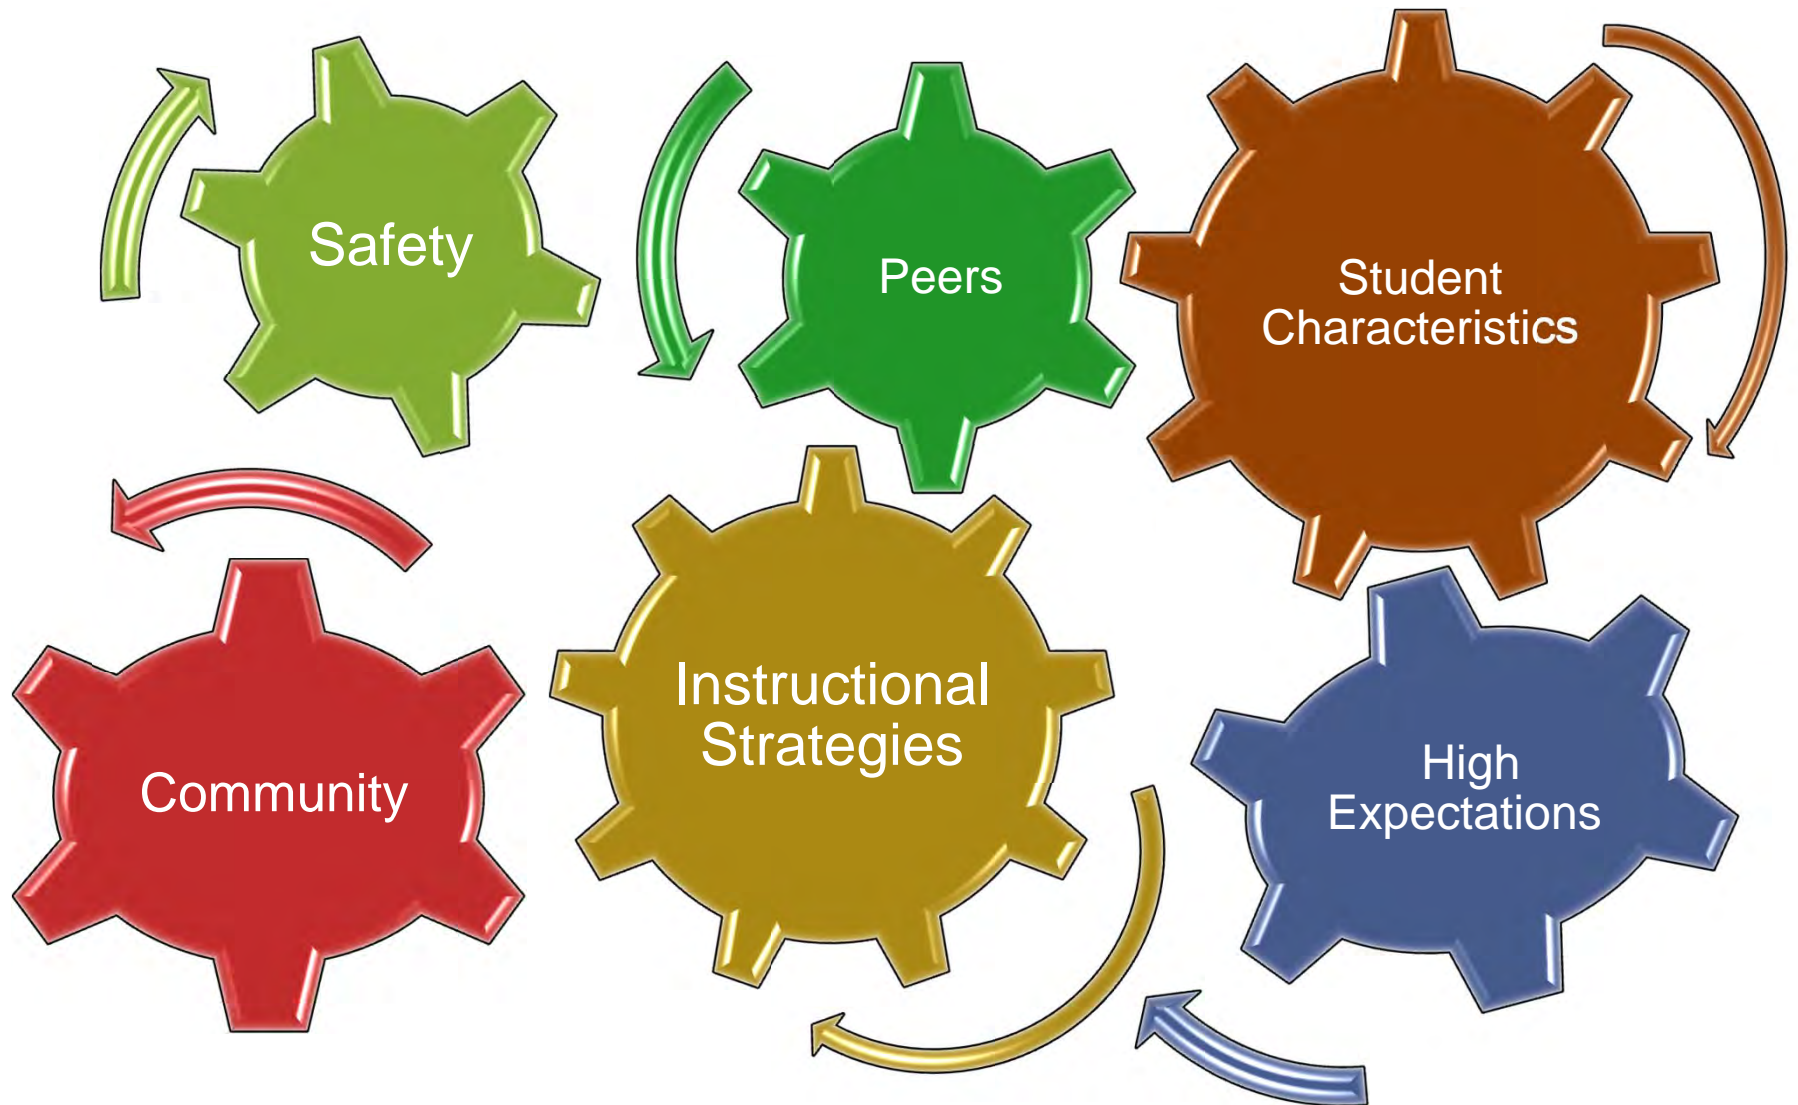 Safety
Peers
Student
Characteristics
Community
Instructional
Strategies
High
Expectations